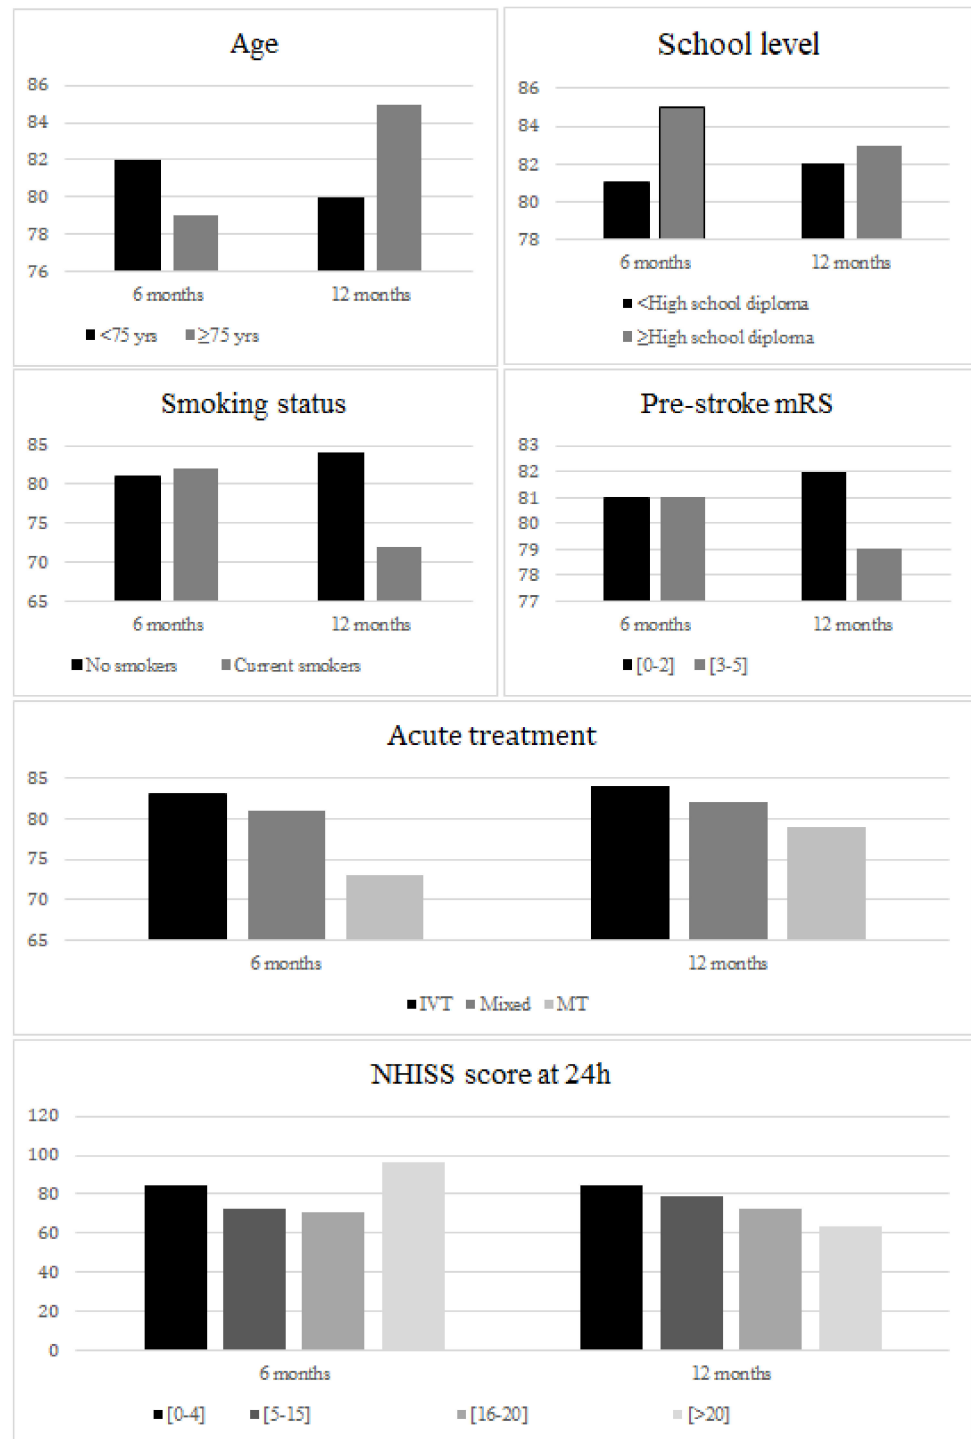 Age
86
84
82
80
78
76
6 months 12 months
<75 yrs ≥75 yrs
School level
86
84
82
80
78
6 months 12 months
<High school diploma
≥High school diploma
Smoking status
85
80
75
70
65
6 months 12 months
No smokers Current smokers
Pre-stroke mRS
83
82
81
80
79
78
77
6 months 12 months
[0-2] [3-5]
Acute treatment
85
80
75
70
65
6 months 12 months
IVT Mixed MT
NHISS score at 24h
120
100
80
60
40
20
0
6 months 12 months
[0-4] [5-15] [16-20] [>20]